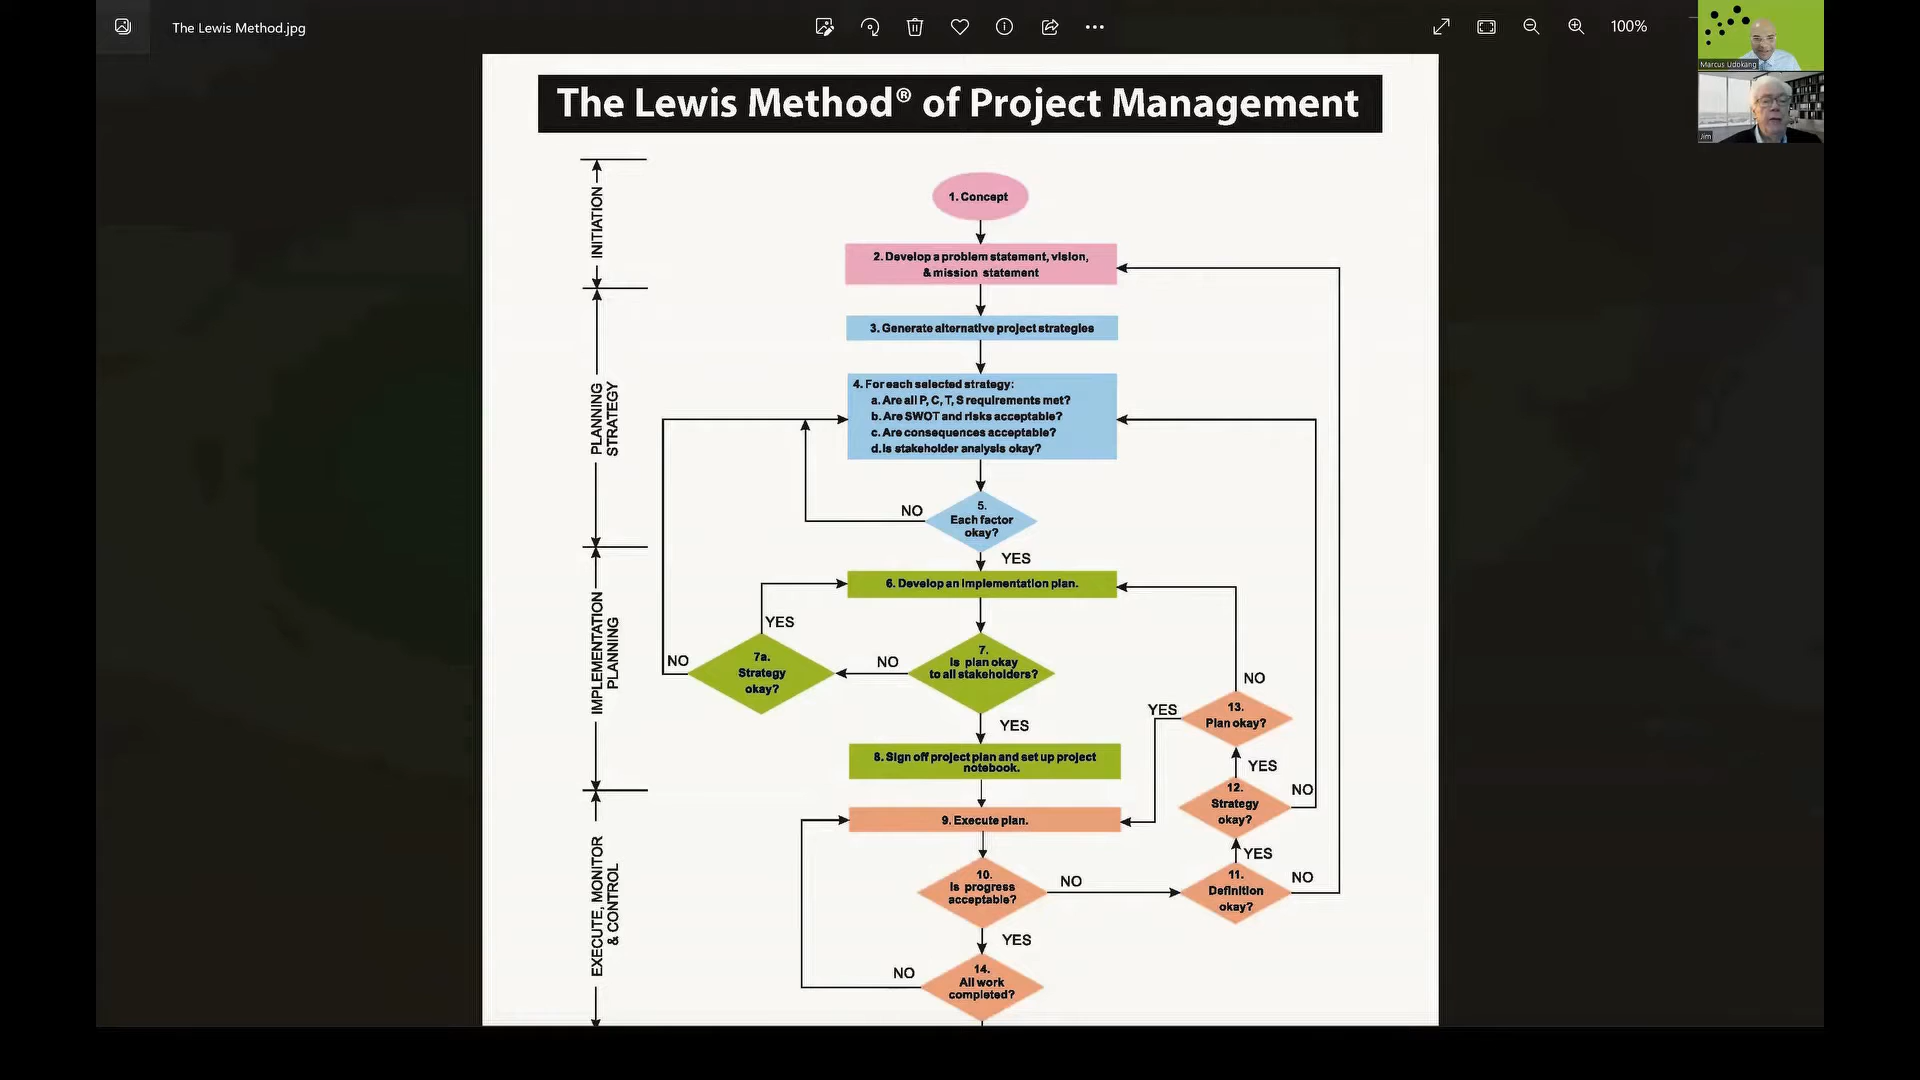 The Lewis Method.jpg
100%
Marcus Udokang
Jim
The Lewis Method® of Project Management
INITIATION
1. Concept
2. Develop a problem statement, vision,
& mission statement
PLANNING
STRATEGY
3. Generate alternative project strategies
4. For each selected strategy:
a. Are all P, C, T, S requirements met?
b. Are SWOT and risks acceptable?
c. Are consequences acceptable?
d. Is stakeholder analysis okay?
5.
Each factor
okay?
NO
YES
IMPLEMENTATION
PLANNING
6. Develop an implementation plan.
YES
7a.
Strategy
okay?
NO
NO
7.
Is plan okay
to all stakeholders?
YES
8. Sign off project plan and set up project
notebook.
NO
13.
Plan okay?
YES
YES
12.
Strategy
okay?
NO
YES
EXECUTE, MONITOR
& CONTROL
9. Execute plan.
10.
Is progress
acceptable?
NO
11.
Definition
okay?
NO
YES
14.
All work
completed?
NO